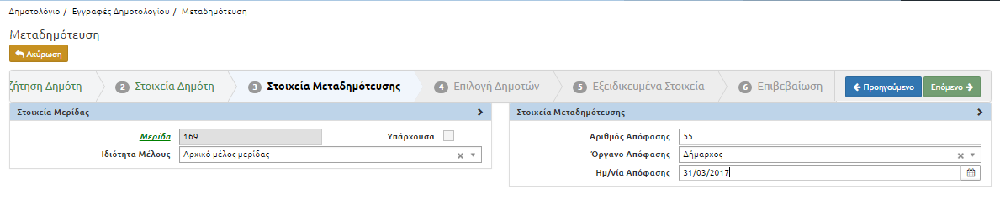 Δημοτολόγιο / Εγγραφές Δημοτολογίου / Μεταδημότευση
Μεταδημότευση
Ακύρωση
ζήτηση Δημότη 2 Στοιχεία Δημότη 3 Στοιχεία Μεταδημότευσης 4 Επιλογή Δημοτών 5 Εξειδικευμένα Στοιχεία 6 Επιβεβαίωση Προηγούμενο Επόμενο
Στοιχεία Μερίδας
Μερίδα 169 Υπάρχουσα
Ιδιότητα Μέλους Αρχικό μέλος μερίδας
Στοιχεία Μεταδημότευσης
Αριθμός Απόφασης 55
Όργανο Απόφασης Δήμαρχος
Ημ/νία Απόφασης 31/03/2017